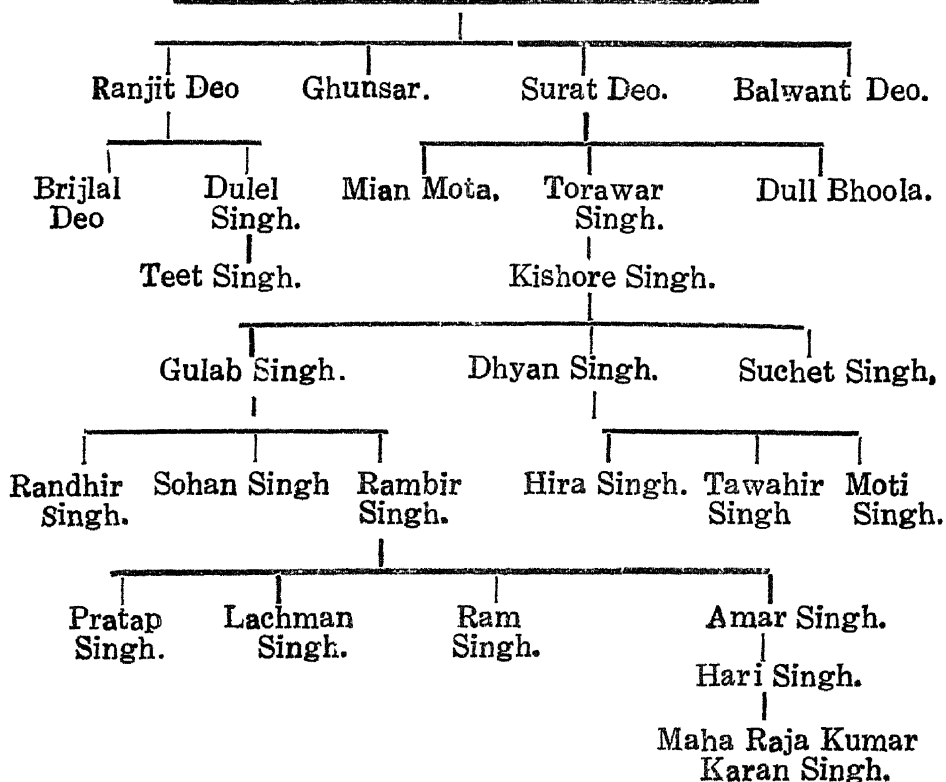 Ranjit Deo Ghunsar. Surat Deo. Balwant Deo.
Brijlal Dulel Mian Mota, Torawar Dull Bhoola.
Deo Singh. Singh.
Teet Singh. Kishore Singh.
Gulab Singh. Dhyan Singh. Suchet Singh,
Randhir Sohan Singh Rambir Hira Singh. Tawahir Moti
Singh. Singh. Singh Singh.
Pratap Lachman Ram Amar Singh.
Singh. Singh. Singh.
Hari Singh.
Maha Raja Kumar
Karan Singh.